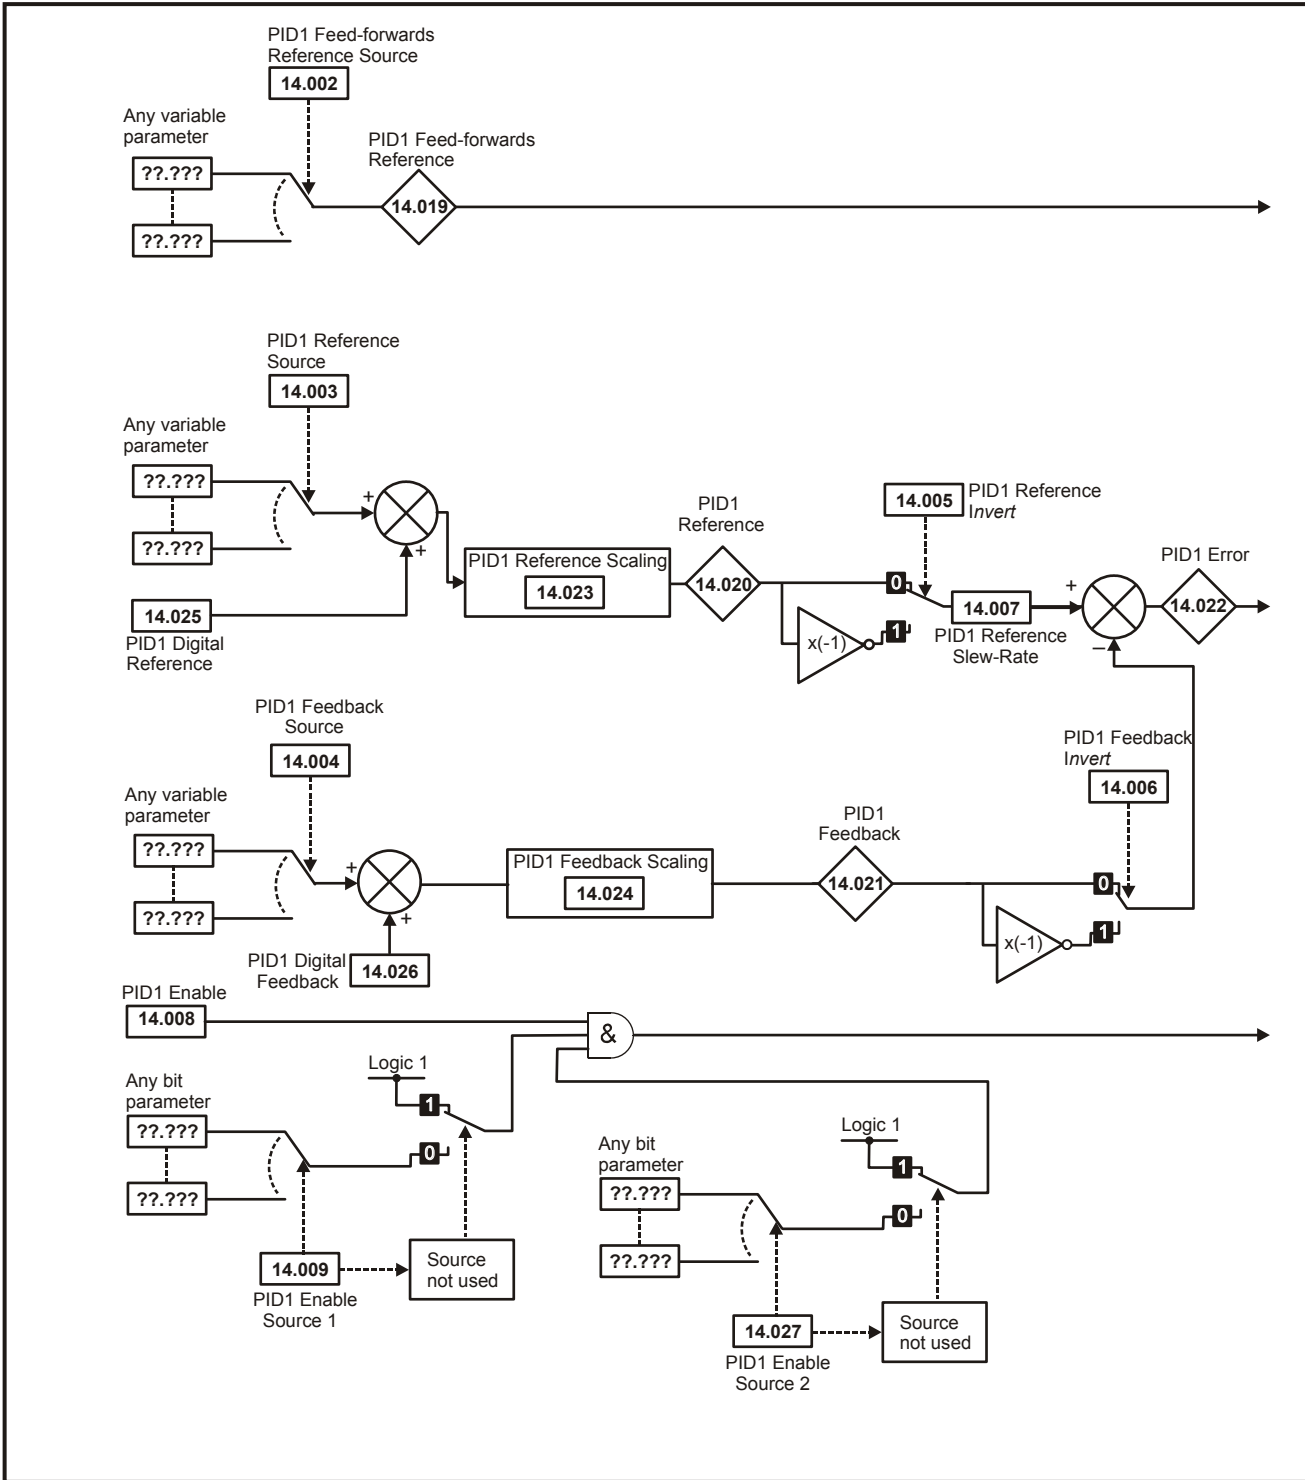 PID1 Feed-forwards
Reference Source
14.002
Any variable
parameter
PID1 Feed-forwards
Reference
??.???
14.019
??.???
PID1 Reference
Source
14.003
Any variable
parameter
??.???
PID1
Reference
14.005
PID1 Reference
Invert
+
??.???
+
PID1 Reference Scaling
14.023
14.020
0
PID1 Error
+
14.025
14.007
14.022
PID1 Digital
Reference
x(-1)
1
PID1 Reference
Slew-Rate
–
PID1 Feedback
Source
14.004
PID1 Feedback
Invert
14.006
Any variable
parameter
PID1
Feedback
??.???
+
PID1 Feedback Scaling
14.024
14.021
0
??.???
+
x(-1)
1
PID1 Digital
Feedback
14.026
PID1 Enable
14.008
&
Logic 1
Any bit
parameter
1
??.???
0
Logic 1
Any bit
parameter
1
??.???
??.???
0
14.009
Source
not used
??.???
PID1 Enable
Source 1
14.027
Source
not used
PID1 Enable
Source 2